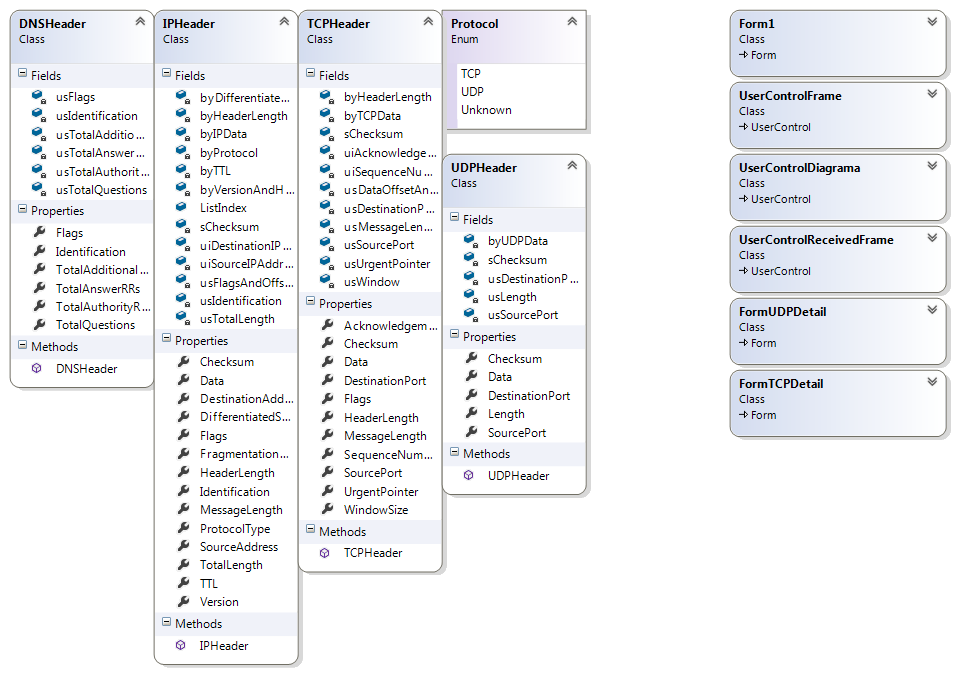 DNSHeader
Class
Fields
usFlags
usIdentification
usTotalAdditio...
usTotalAnswer...
usTotalAuthorit...
usTotalQuestions
Properties
Flags
Identification
TotalAdditional...
TotalAnswerRRs
TotalAuthorityR...
TotalQuestions
Methods
DNSHeader
IPHeader
Class
Fields
byDifferentiate...
byHeaderLength
byIPData
byProtocol
byTTL
byVersionAndH...
ListIndex
sChecksum
uiDestinationIP...
uiSourceIPAddr...
usFlagsAndOffs...
usIdentification
usTotalLength
Properties
Checksum
Data
DestinationAdd...
DifferentiatedS...
Flags
Fragmentation...
HeaderLength
Identification
MessageLength
ProtocolType
SourceAddress
TotalLength
TTL
Version
Methods
IPHeader
TCPHeader
Class
Fields
byHeaderLength
byTCPData
sChecksum
uiAcknowledge...
uiSequenceNu...
usDataOffsetAn...
usDestinationP...
usMessageLen...
usSourcePort
usUrgentPointer
usWindow
Properties
Acknowledgem...
Checksum
Data
DestinationPort
Flags
HeaderLength
MessageLength
SequenceNum...
SourcePort
UrgentPointer
WindowSize
Methods
TCPHeader
Protocol
Enum
TCP
UDP
Unknown
UDPHeader
Class
Fields
byUDPData
sChecksum
usDestinationP...
usLength
usSourcePort
Properties
Checksum
Data
DestinationPort
Length
SourcePort
Methods
UDPHeader
Form1
Class
Form
UserControlFrame
Class
UserControl
UserControlDiagrama
Class
UserControl
UserControlReceivedFrame
Class
UserControl
FormUDPDetail
Class
Form
FormTCPDetail
Class
Form